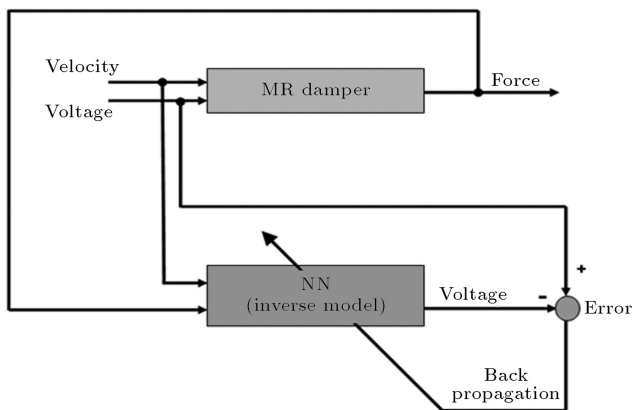 Velocity
Voltage
MR damper
Force
NN
(inverse model)
Voltage
+
-
Error
Back
propagation